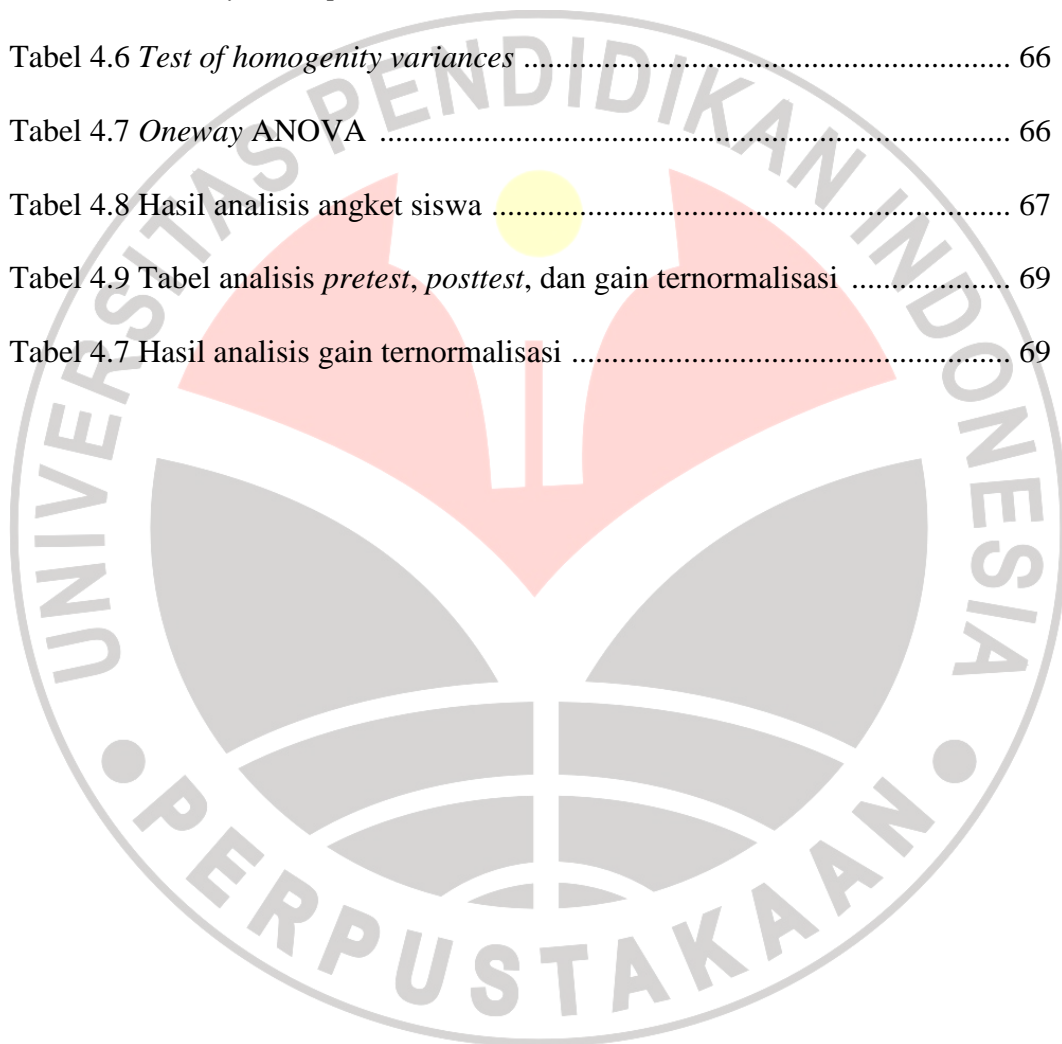 Tabel 4.6 Test of homogenity variances ............................................................... 66
Tabel 4.7 Oneway ANOVA .................................................................................. 66
Tabel 4.8 Hasil analisis angket siswa ................................................................... 67
Tabel 4.9 Tabel analisis pretest, posttest, dan gain ternormalisasi .................... 69
Tabel 4.7 Hasil analisis gain ternormalisasi ......................................................... 69
UNIVERSITAS PENDIDIKAN INDONESIA
PERPUSTAKAAN